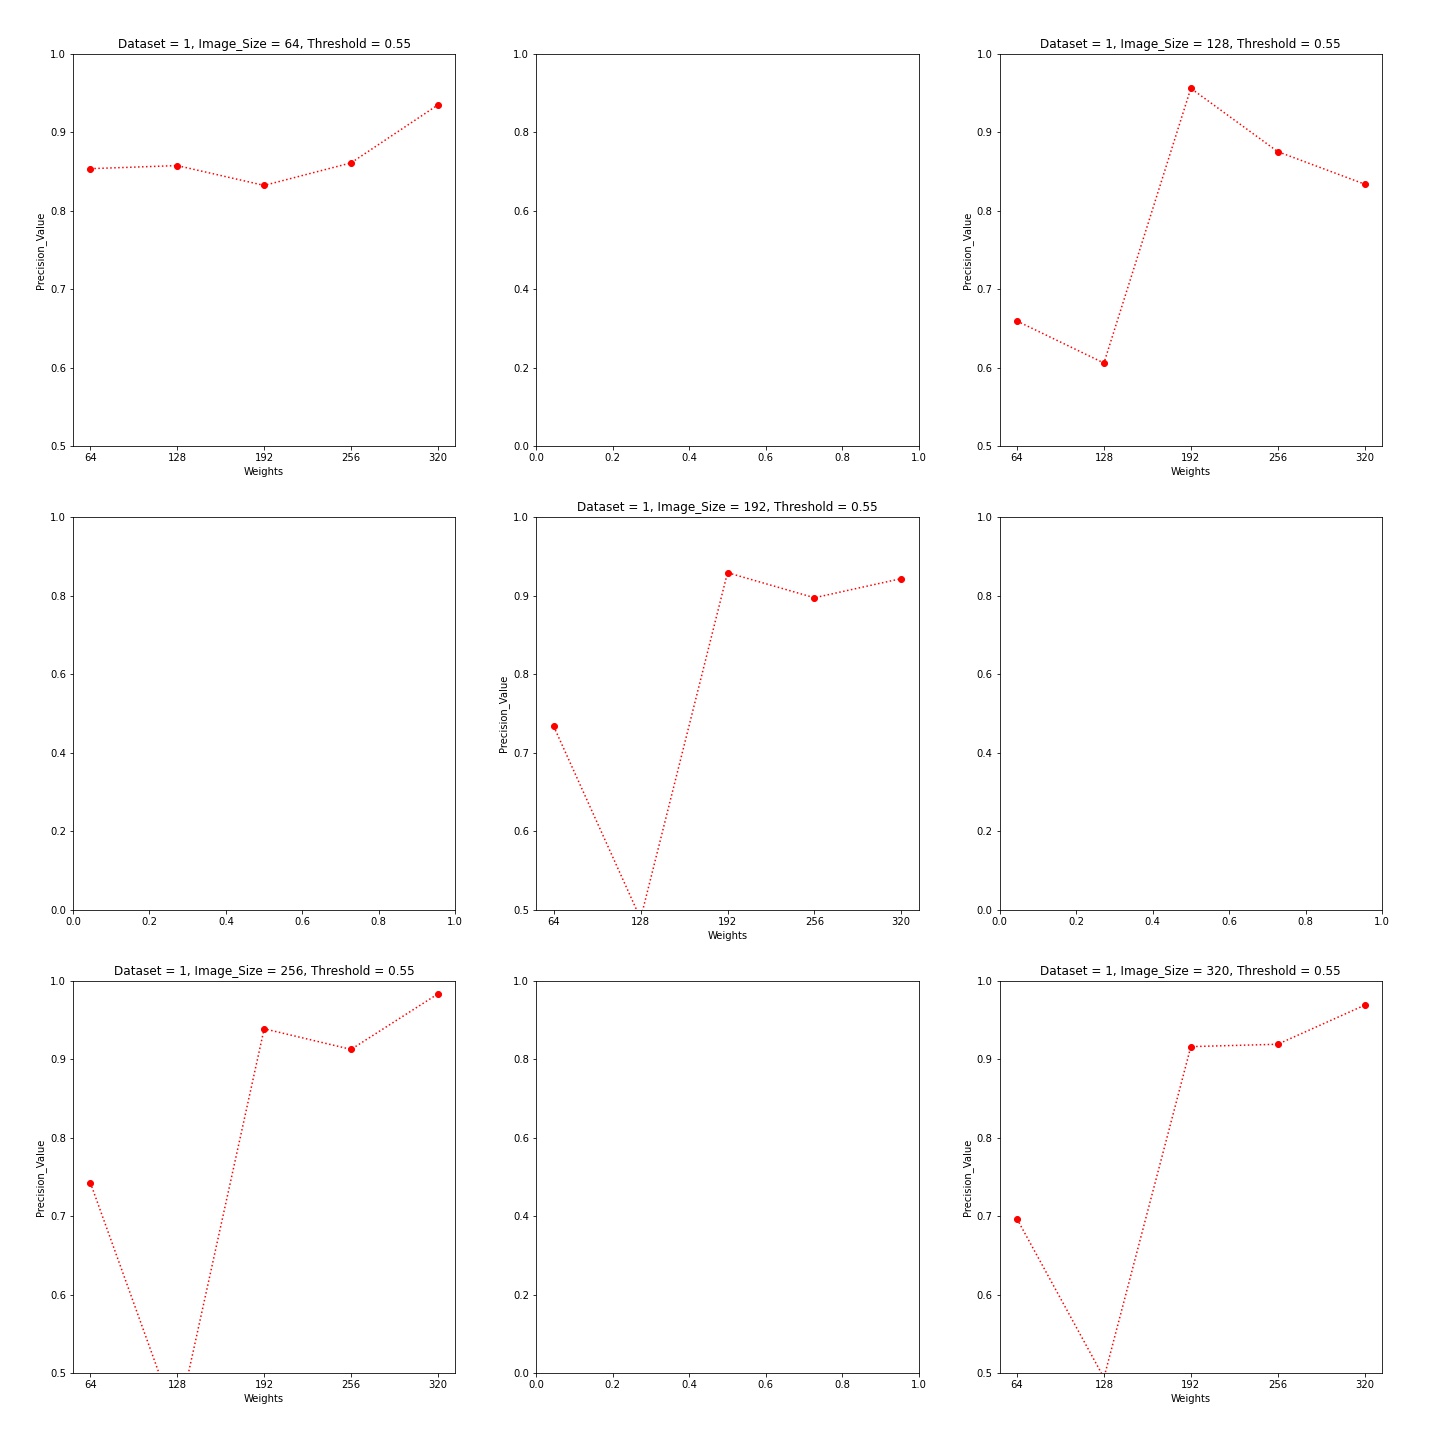 Dataset = 1, Image_Size = 64, Threshold = 0.55
1.0
0.9
0.8
0.7
0.6
0.5
Precision_Value
64 128 192 256 320
Weights
1.0
0.8
0.6
0.4
0.2
0.0
0.0 0.2 0.4 0.6 0.8 1.0
Dataset = 1, Image_Size = 128, Threshold = 0.55
1.0
0.9
0.8
0.7
0.6
0.5
Precision_Value
64 128 192 256 320
Weights
1.0
0.8
0.6
0.4
0.2
0.0
0.0 0.2 0.4 0.6 0.8 1.0
Dataset = 1, Image_Size = 192, Threshold = 0.55
1.0
0.9
0.8
0.7
0.6
0.5
Precision_Value
64 128 192 256 320
Weights
1.0
0.8
0.6
0.4
0.2
0.0
0.0 0.2 0.4 0.6 0.8 1.0
Dataset = 1, Image_Size = 256, Threshold = 0.55
1.0
0.9
0.8
0.7
0.6
0.5
Precision_Value
64 128 192 256 320
Weights
1.0
0.8
0.6
0.4
0.2
0.0
0.0 0.2 0.4 0.6 0.8 1.0
Dataset = 1, Image_Size = 320, Threshold = 0.55
1.0
0.9
0.8
0.7
0.6
0.5
Precision_Value
64 128 192 256 320
Weights